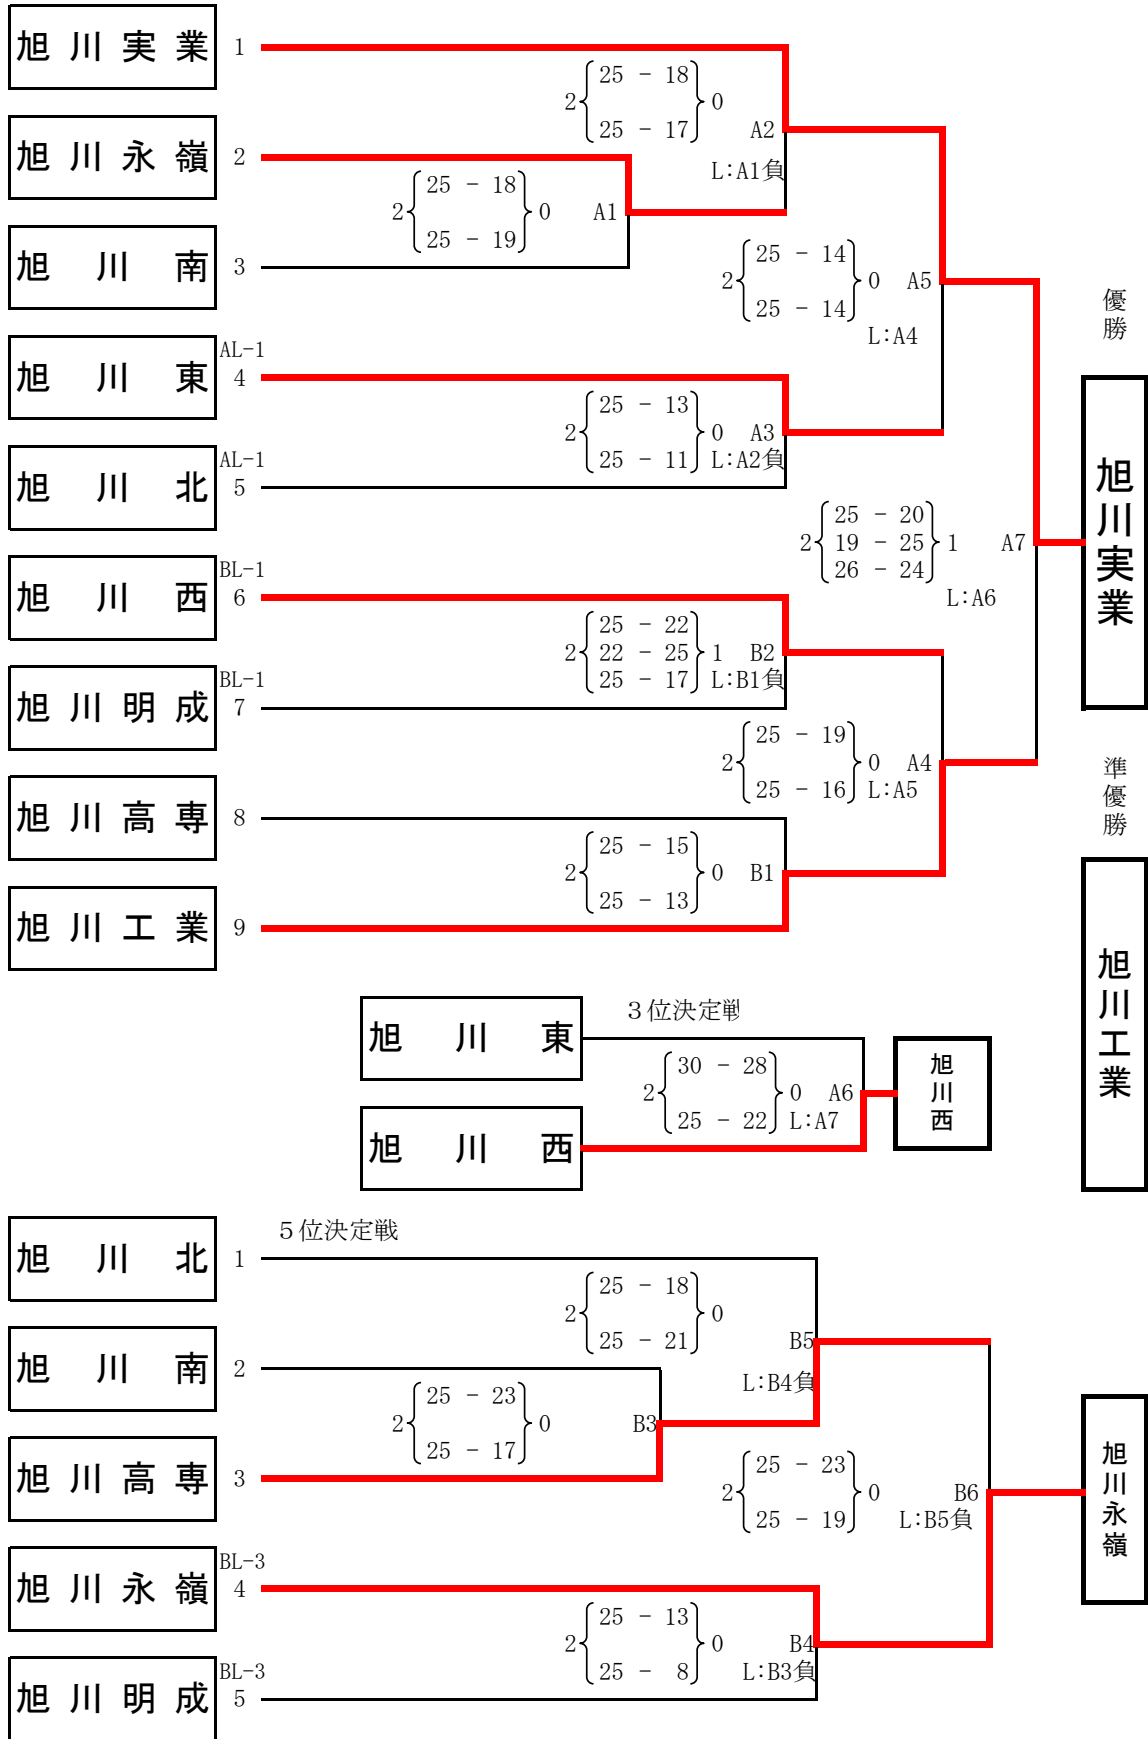 旭川実業 1
25 - 18
2 0
25 - 17 A2
旭川永嶺 2
L:A1負
25 - 18
2 0 A1
25 - 19
旭川南 3
25 - 14
2 0 A5
25 - 14
L:A4
優勝
AL-1
旭川東 4
25 - 13
2 0 A3
25 - 11 L:A2負
AL-1
旭川北 5
旭川実業
25 - 20
2 19 - 25 1 A7
26 - 24
L:A6
BL-1
旭川西 6
25 - 22
2 22 - 25 1 B2
25 - 17 L:B1負
BL-1
旭川明成 7
25 - 19
2 0 A4
25 - 16 L:A5
準優勝
旭川高専 8
25 - 15
2 0 B1
25 - 13
旭川工業 9
旭川工業
3位決定戦
旭川東
30 - 28
2 0 A6
25 - 22 L:A7
旭川西
旭川西
5位決定戦
旭川北 1
25 - 18
2 0
25 - 21 B5
旭川南 2
L:B4負
25 - 23
2 0 B3
25 - 17
旭川高専 3
25 - 23
2 0 B6
25 - 19 L:B5負
旭川永嶺
BL-3
旭川永嶺 4
25 - 13
2 0 B4
25 - 8 L:B3負
BL-3
旭川明成 5